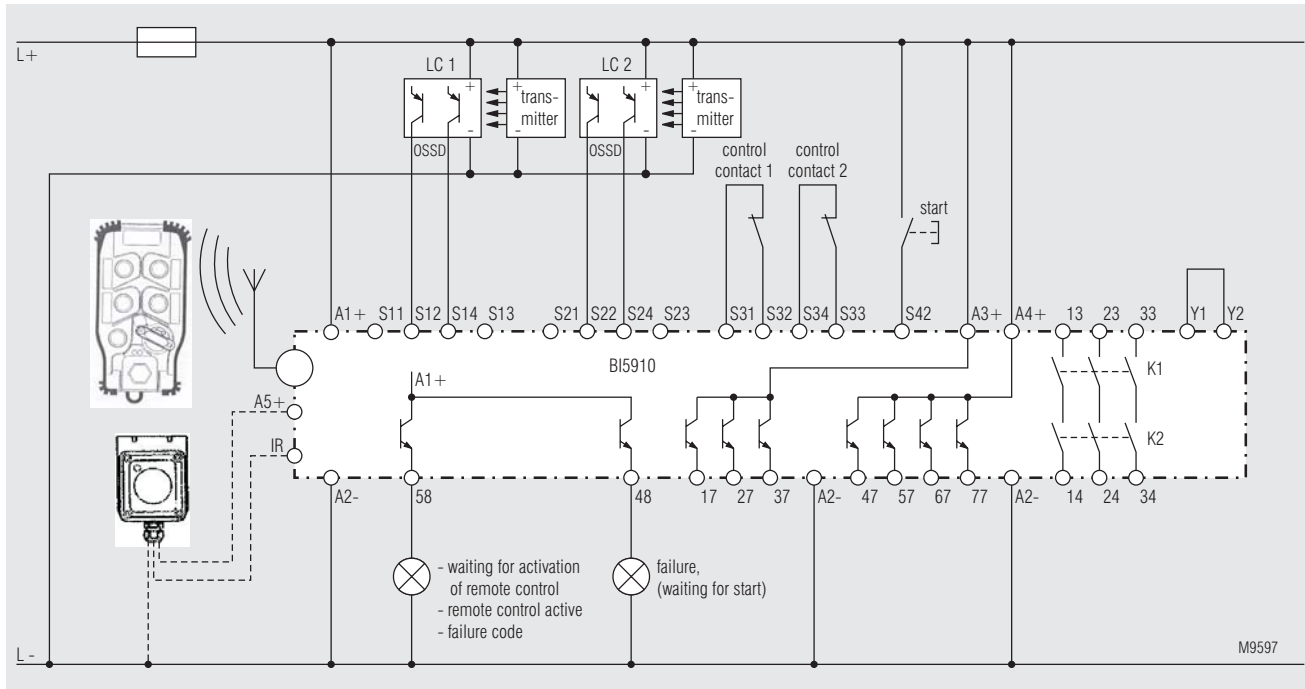 L+
LC 1
LC 2
+
+
+
+
trans-
mitter
trans-
mitter
-
-
-
-
OSSD
OSSD
control
contact 1
control
contact 2
start
A1+
S11
S12
S14
S13
S21
S22
S24
S23
S31
S32
S34
S33
S42
A3+
A4+
13
23
33
Y1
Y2
BI5910
A1+
K1
K2
A5+
IR
A2-
58
48
17
27
37
A2-
47
57
67
77
A2-
14
24
34
- waiting for activation
of remote control
- remote control active
- failure code
failure,
(waiting for start)
L -
M9597